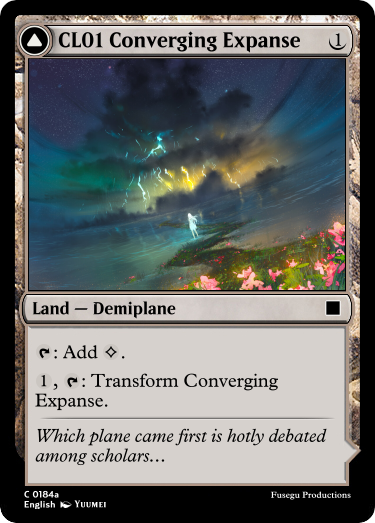 CL01 Converging Expanse 1
Land — Demiplane
: Add .
1 , : Transform Converging
Expanse.
Which plane came first is hotly debated
among scholars…
C 0184a
English Yuumei
Fusegu Productions